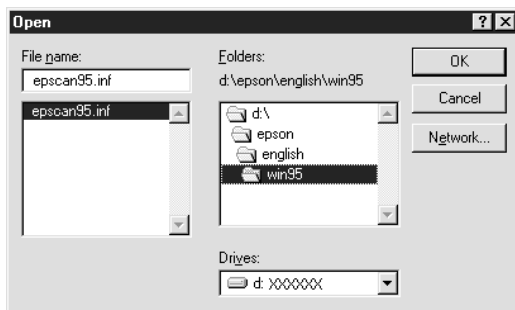 Open
File name:
epscan95.inf
epscan95.inf
Folders:
d:\epson\english\win95
d:\
epson
english
win95
Drives:
d: XXXXXX
OK
Cancel
Network...